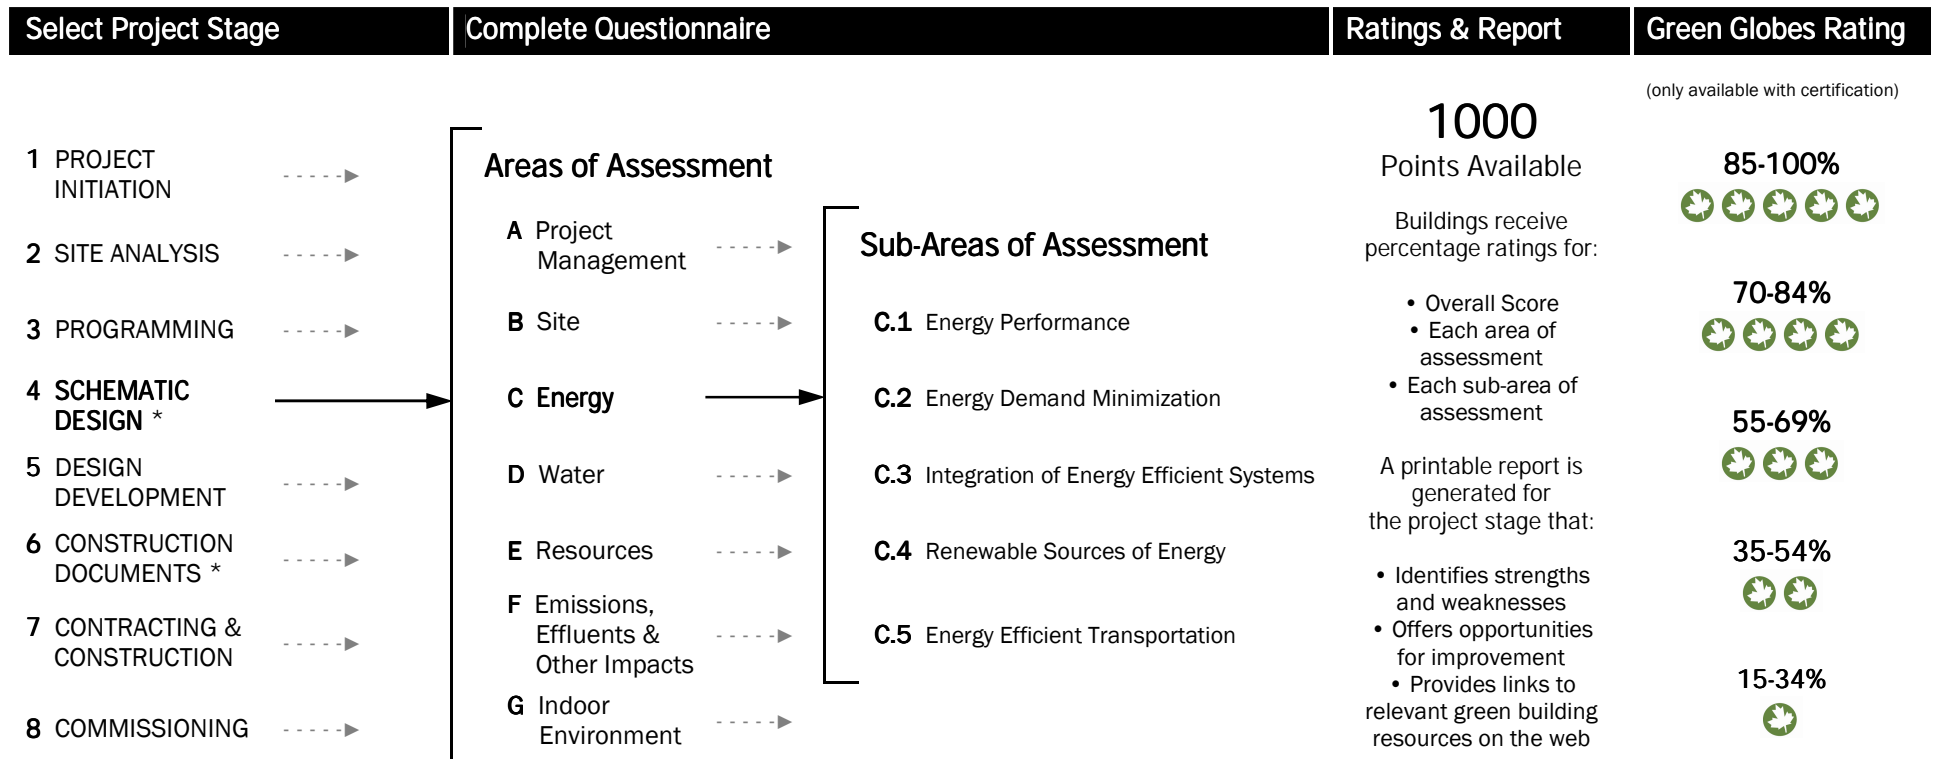 Select Project Stage
Complete Questionnaire
Ratings & Report
Green Globes Rating
1 PROJECT
INITIATION
2 SITE ANALYSIS
3 PROGRAMMING
4 SCHEMATIC
DESIGN *
5 DESIGN
DEVELOPMENT
6 CONSTRUCTION
DOCUMENTS *
7 CONTRACTING &
CONSTRUCTION
8 COMMISSIONING
Areas of Assessment
A Project
Management
B Site
C Energy
D Water
E Resources
F Emissions,
Effluents &
Other Impacts
G Indoor
Environment
Sub-Areas of Assessment
C.1 Energy Performance
C.2 Energy Demand Minimization
C.3 Integration of Energy Efficient Systems
C.4 Renewable Sources of Energy
C.5 Energy Efficient Transportation
1000
Points Available
Buildings receive
percentage ratings for:
• Overall Score
• Each area of
assessment
• Each sub-area of
assessment
A printable report is
generated for
the project stage that:
• Identifies strengths
and weaknesses
• Offers opportunities
for improvement
• Provides links to
relevant green building
resources on the web
(only available with certification)
85-100%
70-84%
55-69%
35-54%
15-34%